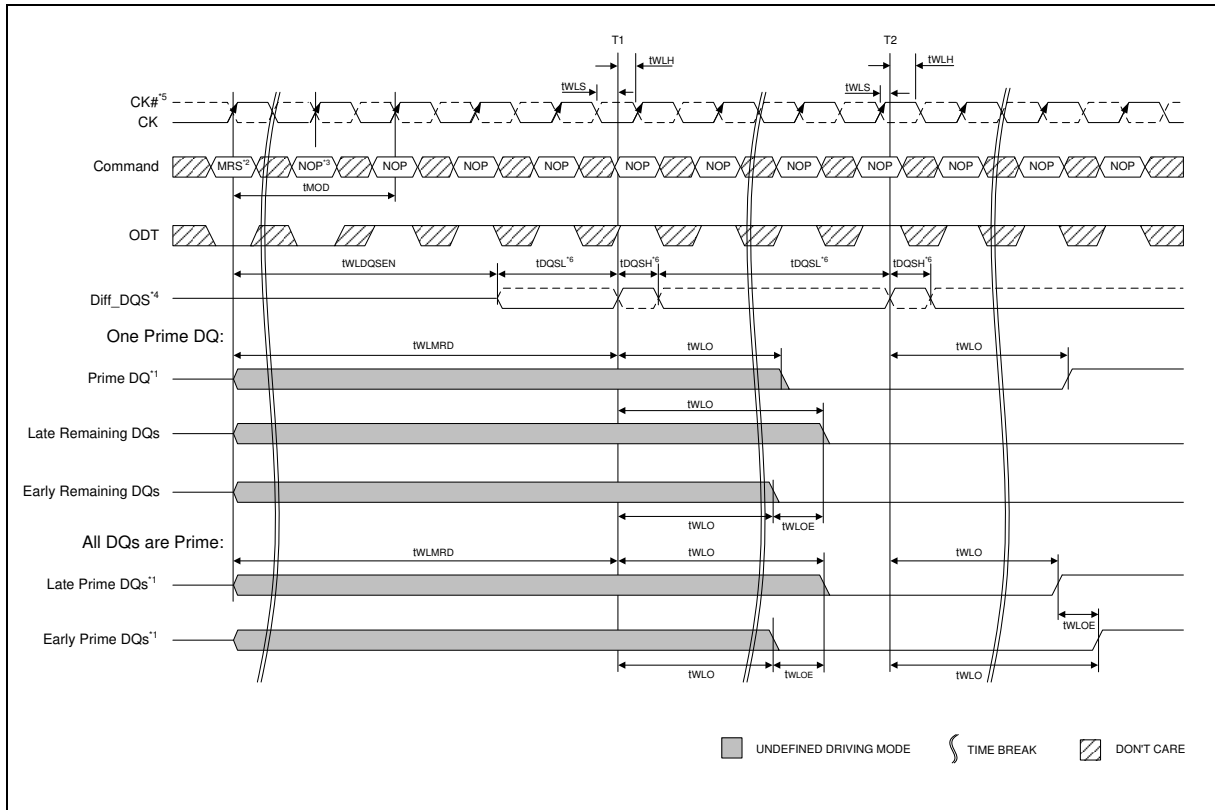 T1 T2
tWLH tWLH
tWLS tWLS
CK#*5
CK
Command MRS*2 NOP*3 NOP NOP NOP NOP NOP NOP NOP NOP NOP NOP
tMOD
ODT
tWLDQSEN tDQSL*6 tDQSH*6 tDQSL*6 tDQSH*6
Diff_DQS*4
One Prime DQ:
tWLMRD tWLO tWLO
Prime DQ*1
tWLO
Late Remaining DQs
Early Remaining DQs
tWLO tWLOE
All DQs are Prime:
tWLMRD tWLO tWLO
Late Prime DQs*1
tWLOE
Early Prime DQs*1
tWLO tWLOE tWLO
UNDEFINED DRIVING MODE TIME BREAK DON'T CARE